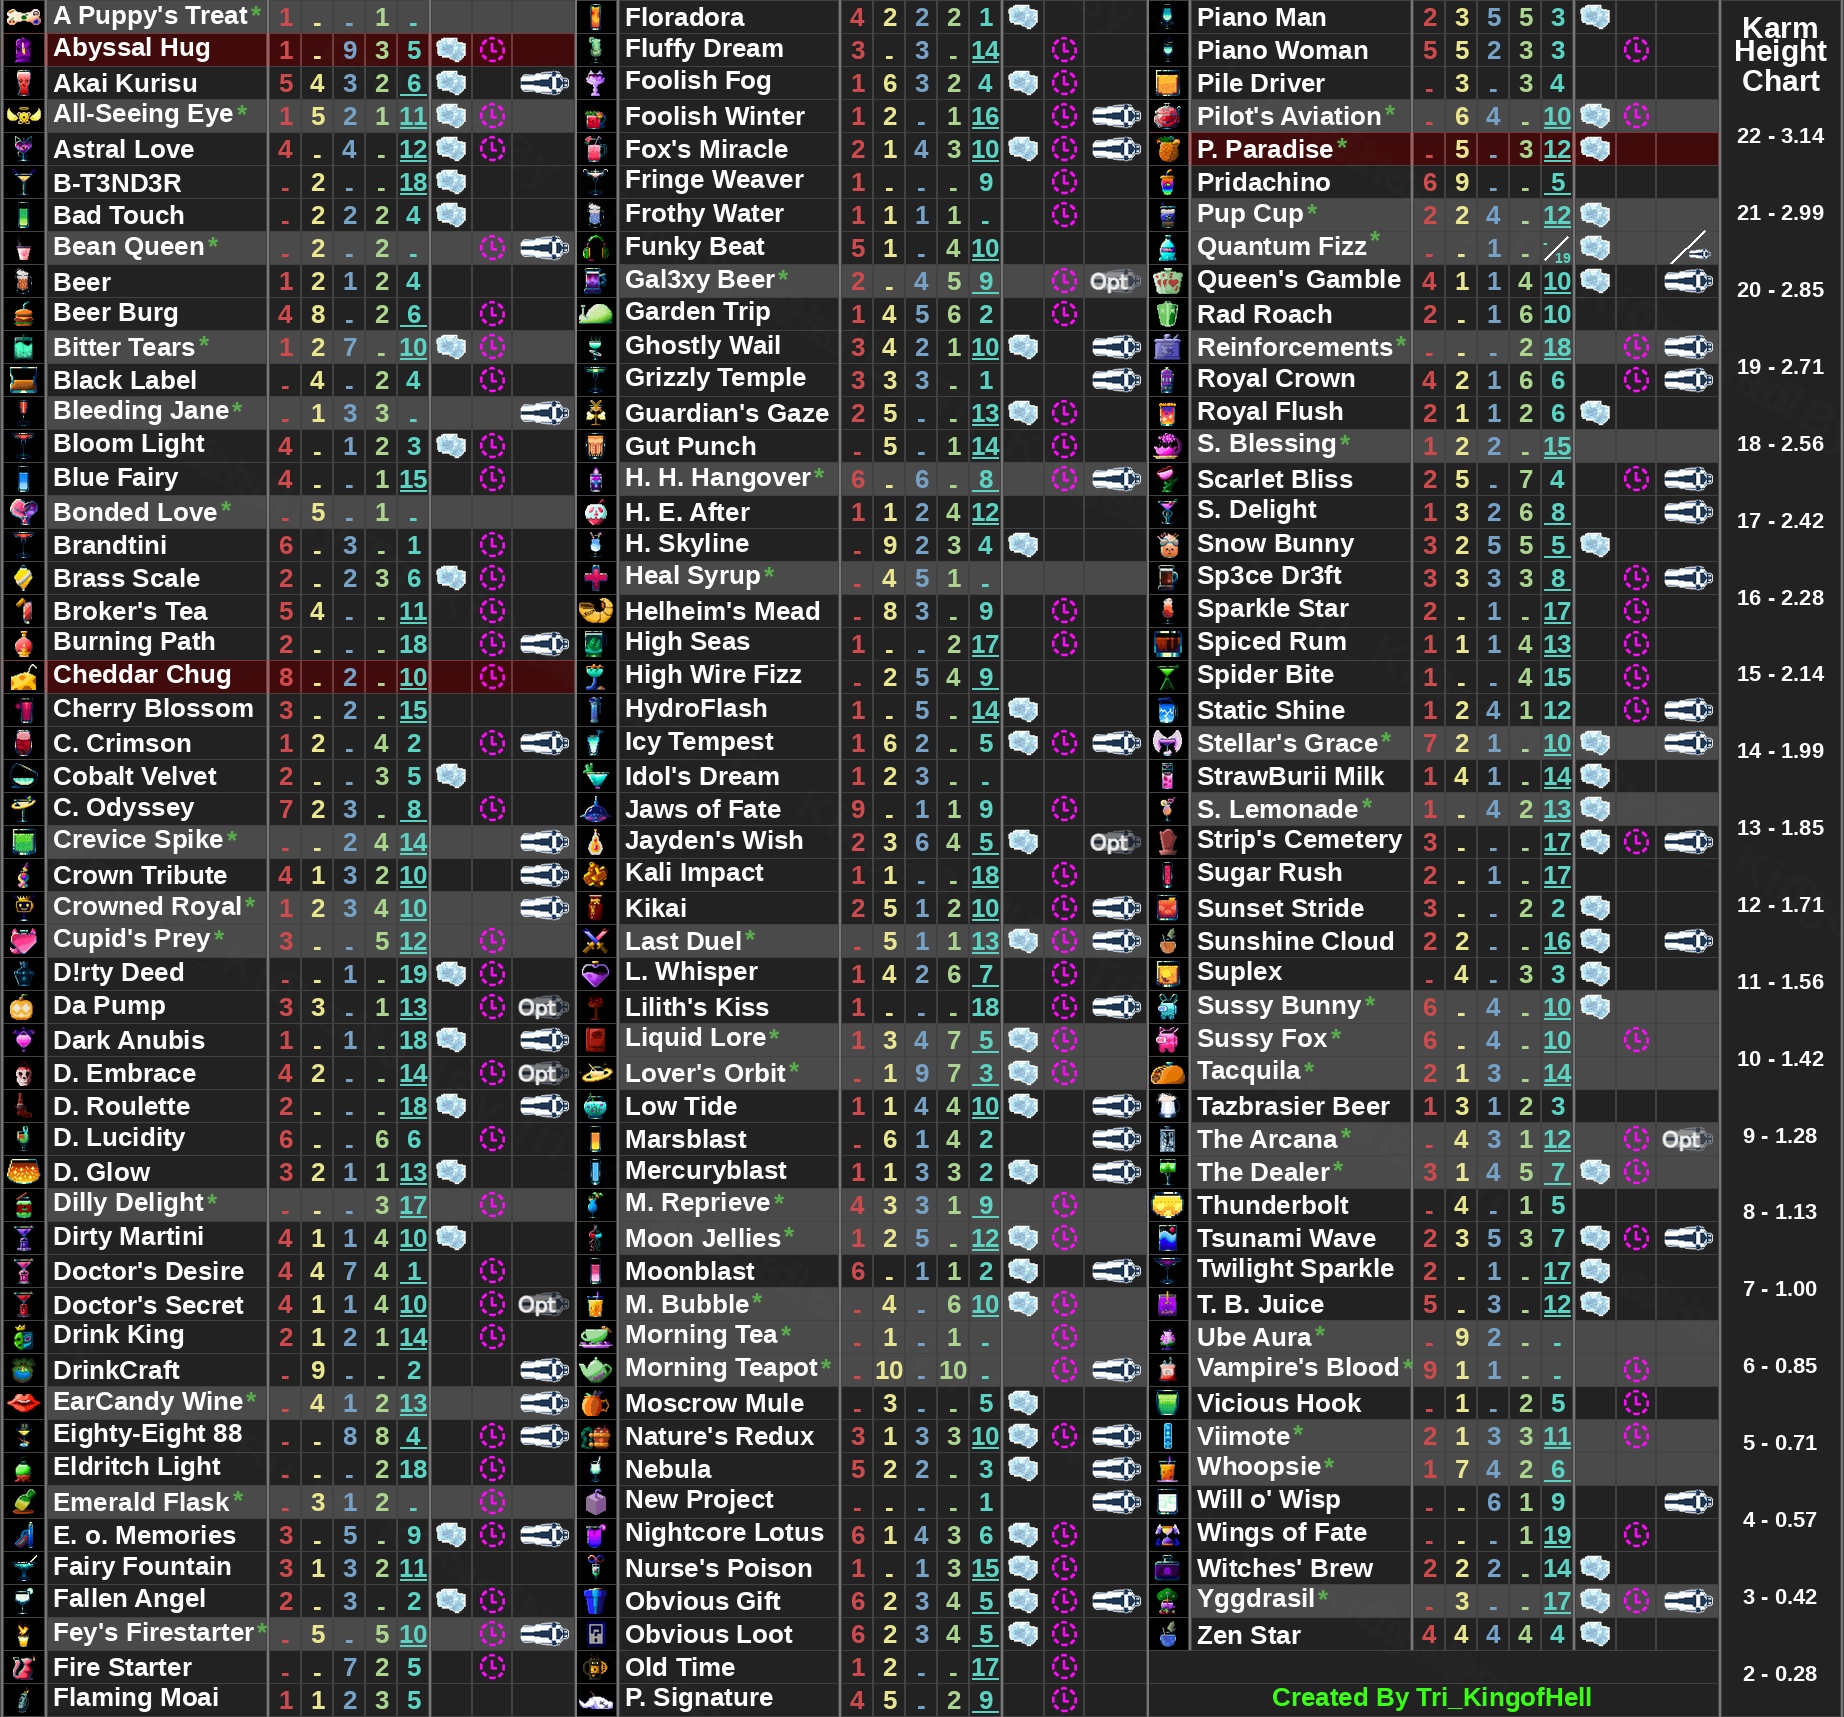 A Puppy's Treat* 1 - - 1 -
Abyssal Hug 1 - 9 3 5
Akai Kurisu 5 4 3 2 6
All-Seeing Eye* 1 5 2 1 11
Astral Love 4 - 4 - 12
B-T3ND3R - 2 - - 18
Bad Touch - 2 2 2 4
Bean Queen* - 2 - 2 -
Beer 1 2 1 2 4
Beer Burg 4 8 - 2 6
Bitter Tears* 1 2 7 - 10
Black Label - 4 - 2 4
Bleeding Jane* - 1 3 3 -
Bloom Light 4 - 1 2 3
Blue Fairy 4 - - 1 15
Bonded Love* - 5 - 1 -
Brandtini 6 - 3 - 1
Brass Scale 2 - 2 3 6
Broker's Tea 5 4 - - 11
Burning Path 2 - - - 18
Cheddar Chug 8 - 2 - 10
Cherry Blossom 3 - 2 - 15
C. Crimson 1 2 - 4 2
Cobalt Velvet 2 - - 3 5
C. Odyssey 7 2 3 - 8
Crevice Spike* - - 2 4 14
Crown Tribute 4 1 3 2 10
Crowned Royal* 1 2 3 4 10
Cupid's Prey* 3 - - 5 12
D!rty Deed - - 1 - 19
Da Pump 3 3 - 1 13 Opt
Dark Anubis 1 - 1 - 18
D. Embrace 4 2 - - 14 Opt
D. Roulette 2 - - - 18
D. Lucidity 6 - - 6 6
D. Glow 3 2 1 1 13
Dilly Delight* - - - 3 17
Dirty Martini 4 1 1 4 10
Doctor's Desire 4 4 7 4 1
Doctor's Secret 4 1 1 4 10 Opt
Drink King 2 1 2 1 14
DrinkCraft - 9 - - 2
EarCandy Wine* - 4 1 2 13
Eighty-Eight 88 - - 8 8 4
Eldritch Light - - - 2 18
Emerald Flask* - 3 1 2 -
E. o. Memories 3 - 5 - 9
Fairy Fountain 3 1 3 2 11
Fallen Angel 2 - 3 - 2
Fey's Firestarter* - 5 - 5 10
Fire Starter - - 7 2 5
Flaming Moai 1 1 2 3 5
Floradora 4 2 2 2 1
Fluffy Dream 3 - 3 - 14
Foolish Fog 1 6 3 2 4
Foolish Winter 1 2 - 1 16
Fox's Miracle 2 1 4 3 10
Fringe Weaver 1 - - - 9
Frothy Water 1 1 1 1 -
Funky Beat 5 1 - 4 10
Gal3xy Beer* 2 - 4 5 9 Opt
Garden Trip 1 4 5 6 2
Ghostly Wail 3 4 2 1 10
Grizzly Temple 3 3 3 - 1
Guardian's Gaze 2 5 - - 13
Gut Punch - 5 - 1 14
H. H. Hangover* 6 - 6 - 8
H. E. After 1 1 2 4 12
H. Skyline - 9 2 3 4
Heal Syrup* - 4 5 1 -
Helheim's Mead - 8 3 - 9
High Seas 1 - - 2 17
High Wire Fizz - 2 5 4 9
HydroFlash 1 - 5 - 14
Icy Tempest 1 6 2 - 5
Idol's Dream 1 2 3 - -
Jaws of Fate 9 - 1 1 9
Jayden's Wish 2 3 6 4 5 Opt
Kali Impact 1 1 - - 18
Kikai 2 5 1 2 10
Last Duel* - 5 1 1 13
L. Whisper 1 4 2 6 7
Lilith's Kiss 1 - - - 18
Liquid Lore* 1 3 4 7 5
Lover's Orbit* - 1 9 7 3
Low Tide 1 1 4 4 10
Marsblast - 6 1 4 2
Mercuryblast 1 1 3 3 2
M. Reprieve* 4 3 3 1 9
Moon Jellies* 1 2 5 - 12
Moonblast 6 - 1 1 2
M. Bubble* - 4 - 6 10
Morning Tea* - 1 - 1 -
Morning Teapot* - 10 - 10 -
Moscrow Mule - 3 - - 5
Nature's Redux 3 1 3 3 10
Nebula 5 2 2 - 3
New Project - - - - 1
Nightcore Lotus 6 1 4 3 6
Nurse's Poison 1 - 1 3 15
Obvious Gift 6 2 3 4 5
Obvious Loot 6 2 3 4 5
Old Time 1 2 - - 17
P. Signature 4 5 - 2 9
Piano Man 2 3 5 5 3
Piano Woman 5 5 2 3 3
Pile Driver - 3 - 3 4
Pilot's Aviation* - 6 4 - 10
P. Paradise* - 5 - 3 12
Pridachino 6 9 - - 5
Pup Cup* 2 2 4 - 12
Quantum Fizz* - - 1 - -/19
Queen's Gamble 4 1 1 4 10
Rad Roach 2 - 1 6 10
Reinforcements* - - - 2 18
Royal Crown 4 2 1 6 6
Royal Flush 2 1 1 2 6
S. Blessing* 1 2 2 - 15
Scarlet Bliss 2 5 - 7 4
S. Delight 1 3 2 6 8
Snow Bunny 3 2 5 5 5
Sp3ce Dr3ft 3 3 3 3 8
Sparkle Star 2 - 1 - 17
Spiced Rum 1 1 1 4 13
Spider Bite 1 - - 4 15
Static Shine 1 2 4 1 12
Stellar's Grace* 7 2 1 - 10
StrawBurii Milk 1 4 1 - 14
S. Lemonade* 1 - 4 2 13
Strip's Cemetery 3 - - - 17
Sugar Rush 2 - 1 - 17
Sunset Stride 3 - - 2 2
Sunshine Cloud 2 2 - - 16
Suplex - 4 - 3 3
Sussy Bunny* 6 - 4 - 10
Sussy Fox* 6 - 4 - 10
Tacquila* 2 1 3 - 14
Tazbrasier Beer 1 3 1 2 3
The Arcana* - 4 3 1 12 Opt
The Dealer* 3 1 4 5 7
Thunderbolt - 4 - 1 5
Tsunami Wave 2 3 5 3 7
Twilight Sparkle 2 - 1 - 17
T. B. Juice 5 - 3 - 12
Ube Aura* - 9 2 - -
Vampire's Blood* 9 1 1 - -
Vicious Hook - 1 - 2 5
Viimote* 2 1 3 3 11
Whoopsie* 1 7 4 2 6
Will o' Wisp - - 6 1 9
Wings of Fate - - - 1 19
Witches' Brew 2 2 2 - 14
Yggdrasil* - 3 - - 17
Zen Star 4 4 4 4 4
Created By Tri_KingofHell
Karm
Height
Chart
22 - 3.14
21 - 2.99
20 - 2.85
19 - 2.71
18 - 2.56
17 - 2.42
16 - 2.28
15 - 2.14
14 - 1.99
13 - 1.85
12 - 1.71
11 - 1.56
10 - 1.42
9 - 1.28
8 - 1.13
7 - 1.00
6 - 0.85
5 - 0.71
4 - 0.57
3 - 0.42
2 - 0.28